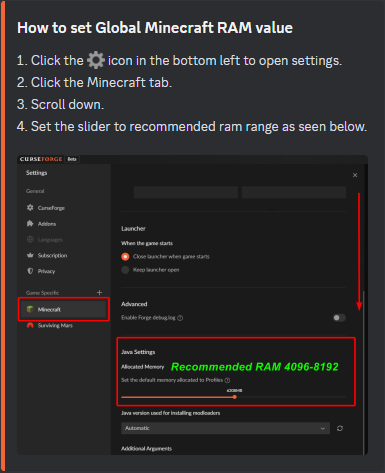 How to set Global Minecraft RAM value
1. Click the icon in the bottom left to open settings.
2. Click the Minecraft tab.
3. Scroll down.
4. Set the slider to recommended ram range as seen below.
CURSEFORGE Beta
Settings
General
CurseForge
Addons
Languages
Subscription
Privacy
Game Specific +
Minecraft
Surviving Mars
Launcher
When the game starts
Close launcher when game starts
Keep launcher open
Advanced
Enable Forge debug.log
Java Settings
Allocated Memory
Recommended RAM 4096-8192
Set the default memory allocated to Profiles
Java version used for installing modloaders
Automatic
Additional Arguments